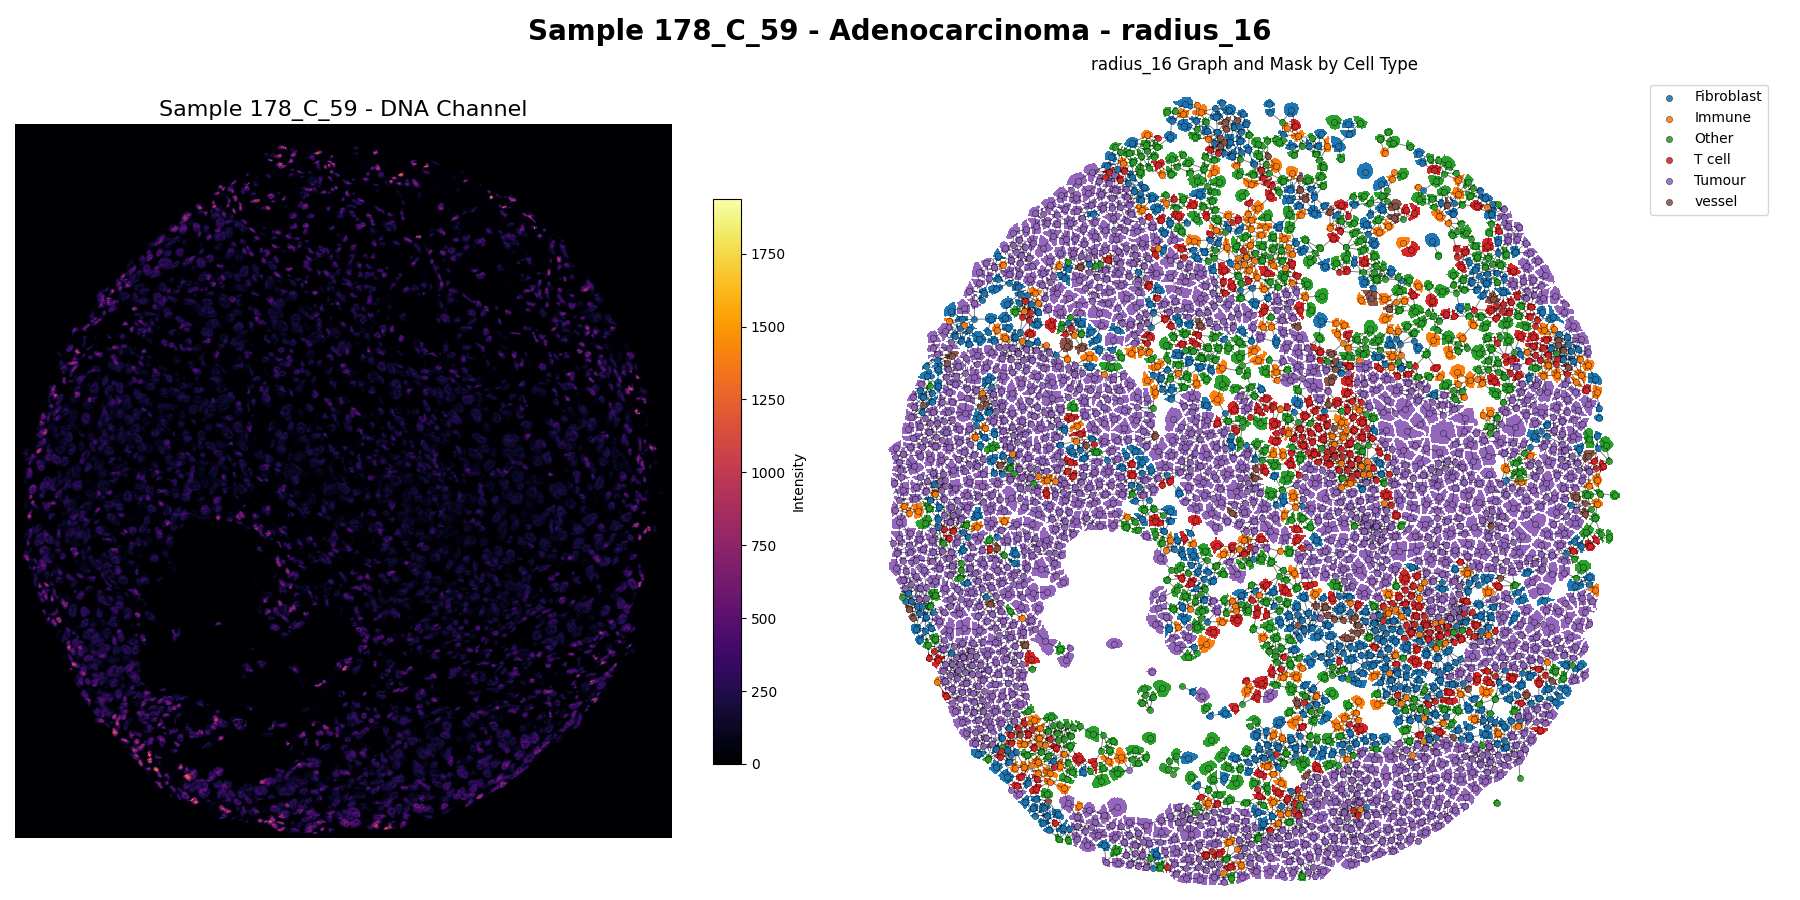 Sample 178_C_59 - Adenocarcinoma - radius_16
radius_16 Graph and Mask by Cell Type
Sample 178_C_59 - DNA Channel
Fibroblast
Immune
Other
T cell
Tumour
vessel
1750
1500
1250
1000
750
500
250
0
Intensity